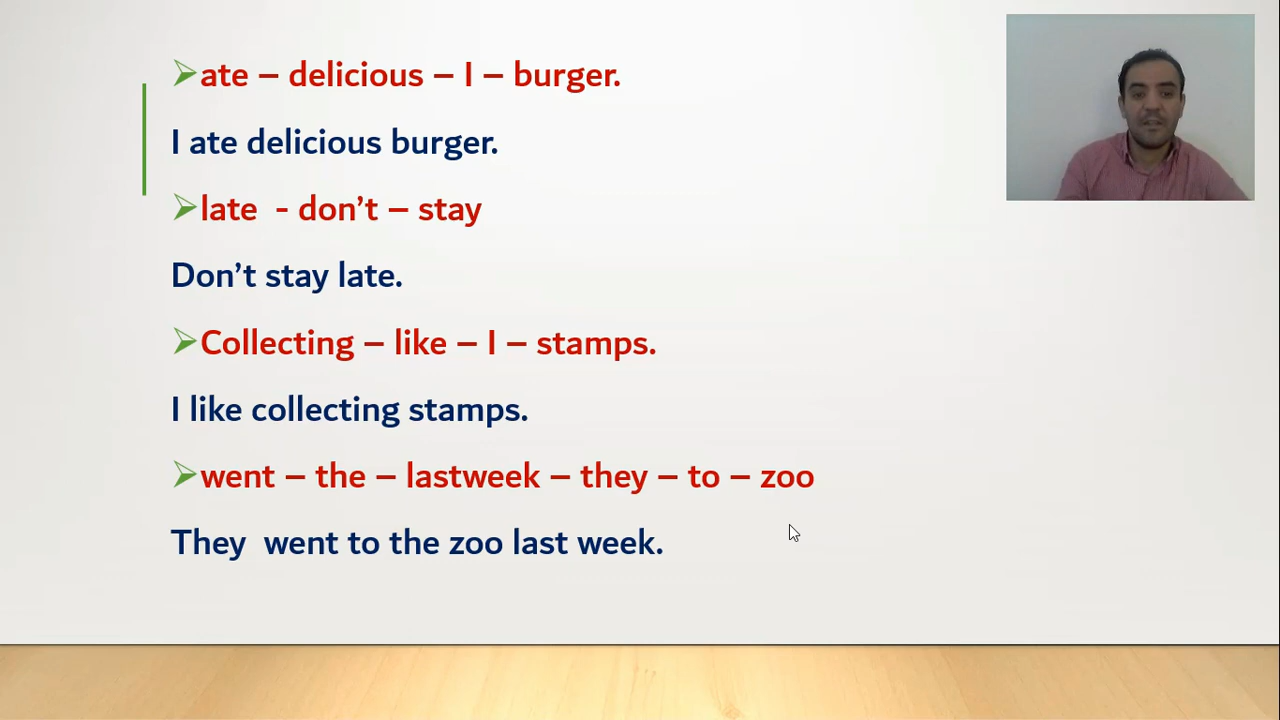 ate – delicious – I – burger.
I ate delicious burger.
late  - don’t – stay
Don’t stay late.
Collecting – like – I – stamps.
I like collecting stamps.
went – the – lastweek – they – to – zoo
They  went to the zoo last week.